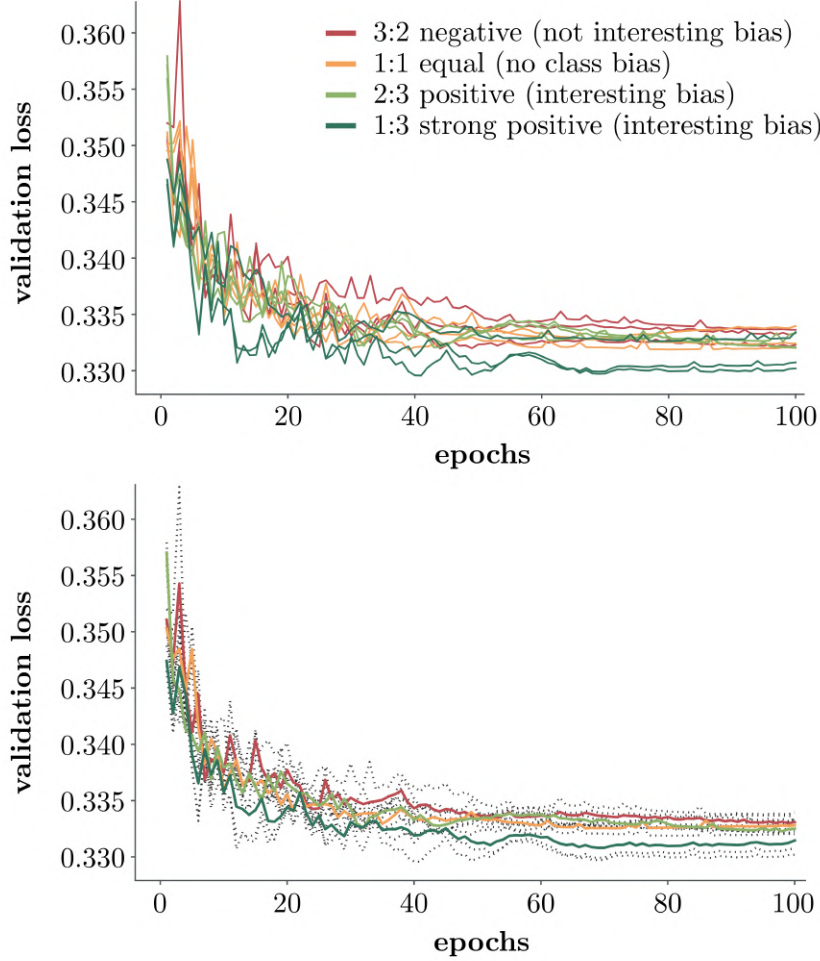 0.360
0.355
0.350
0.345
0.340
0.335
0.330
validation loss
3:2 negative (not interesting bias)
1:1 equal (no class bias)
2:3 positive (interesting bias)
1:3 strong positive (interesting bias)
0 20 40 60 80 100
epochs
0.360
0.355
0.350
0.345
0.340
0.335
0.330
validation loss
0 20 40 60 80 100
epochs